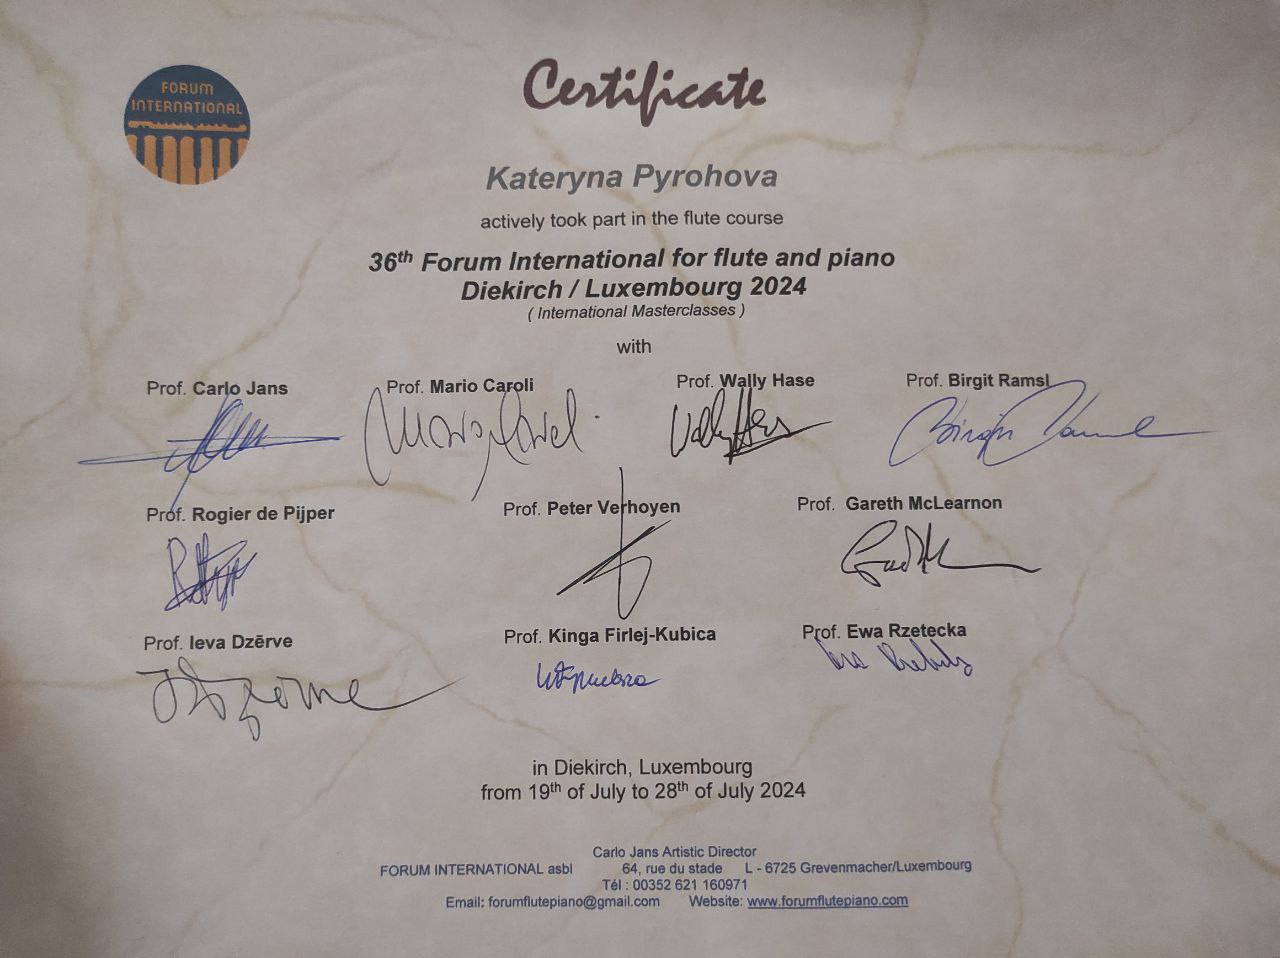 FORUM
INTERNATIONAL
Certificate
Kateryna Pyrohova
actively took part in the flute course
36th Forum International for flute and piano
Diekirch / Luxembourg 2024
( International Masterclasses )
with
Prof. Carlo Jans Prof. Mario Caroli Prof. Wally Hase Prof. Birgit Ramsl
Prof. Rogier de Pijper Prof. Peter Verhoyen Prof. Gareth McLearnon
Prof. Ieva Dzērve Prof. Kinga Firlej-Kubica Prof. Ewa Rzetecka
in Diekirch, Luxembourg
from 19th of July to 28th of July 2024
Carlo Jans Artistic Director
FORUM INTERNATIONAL asbl 64, rue du stade L - 6725 Grevenmacher/Luxembourg
Tél : 00352 621 160971
Email: forumflutepiano@gmail.com Website: www.forumflutepiano.com